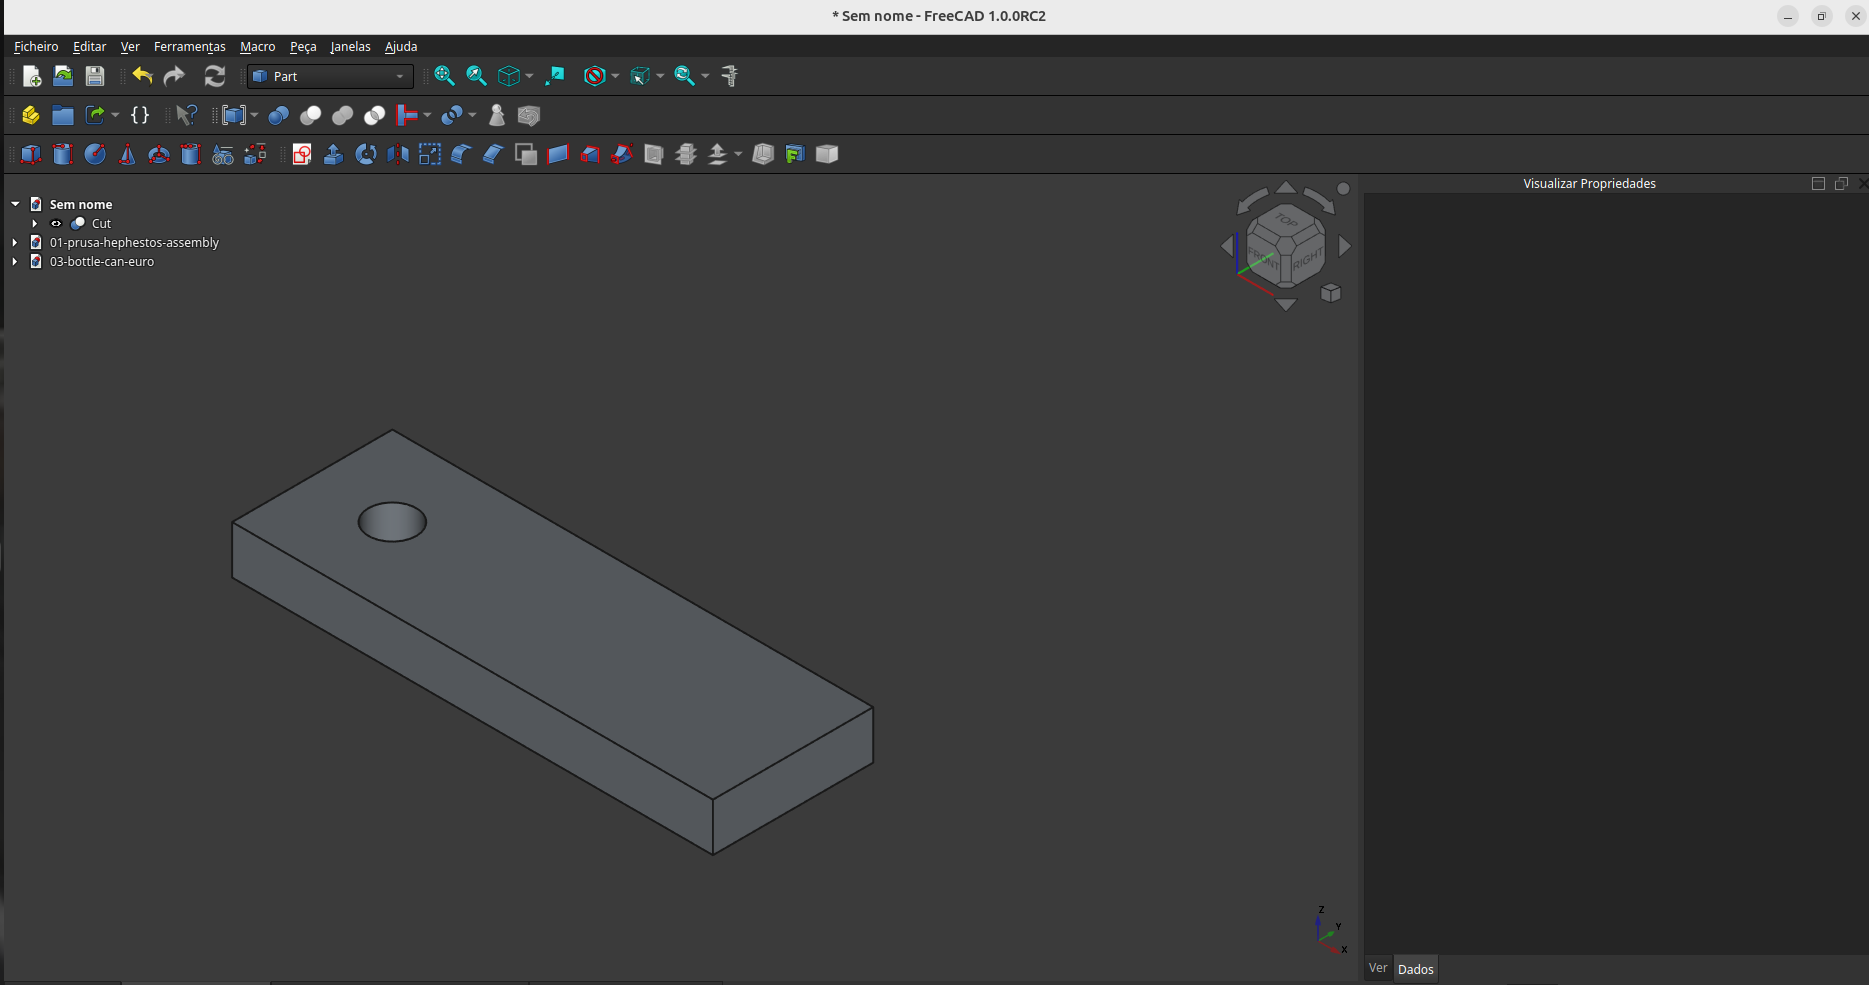 * Sem nome - FreeCAD 1.0.0RC2
Ficheiro Editar Ver Ferramentas Macro Peça Janelas Ajuda
Part
Visualizar Propriedades
Sem nome
Cut
01-prusa-hephestos-assembly
03-bottle-can-euro
TOP
FRONT RIGHT
Z
Y
X
Ver Dados